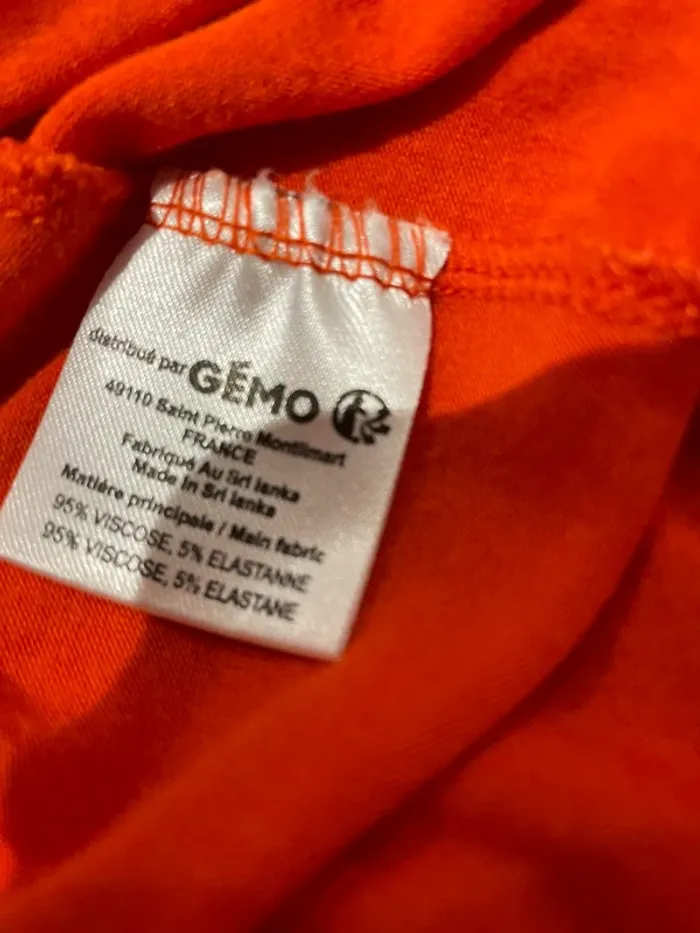 distribué par GÉMO
49110 Saint Pierre Montlimart
FRANCE
Fabriqué Au Sri lanka
Made In Sri lanka
Matière principale / Main fabric
95% VISCOSE, 5% ELASTANNE
95% VISCOSE, 5% ELASTANE